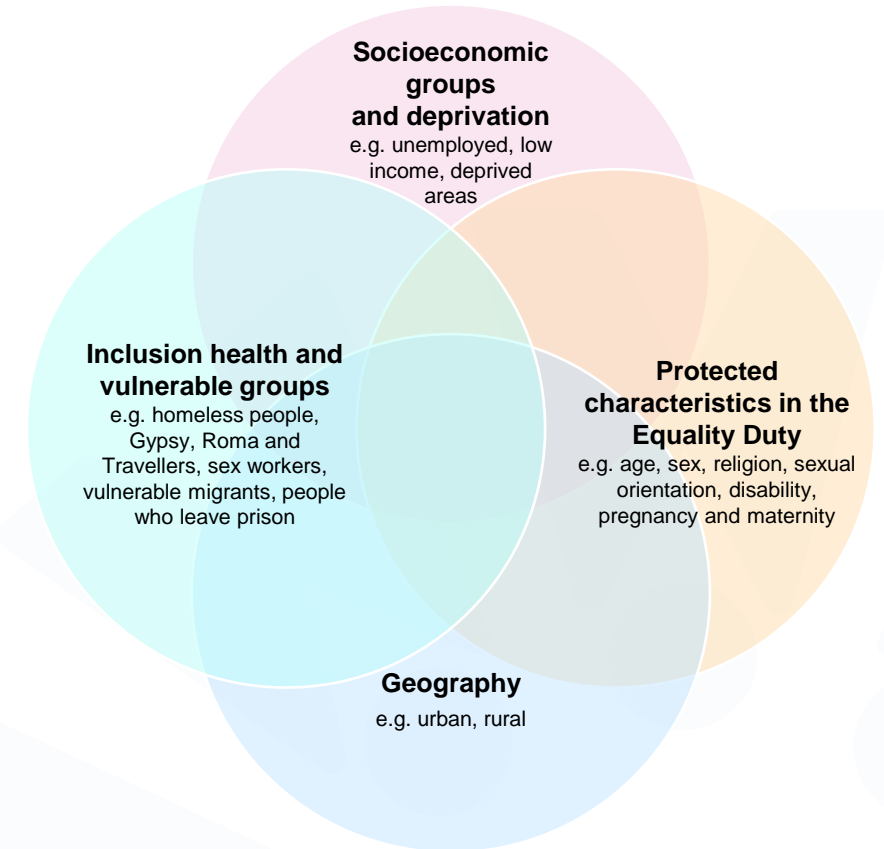 Socioeconomic
groups
and deprivation
e.g. unemployed, low
income, deprived
areas
Inclusion health and
vulnerable groups
e.g. homeless people,
Gypsy, Roma and
Travellers, sex workers,
vulnerable migrants, people
who leave prison
Protected
characteristics in the
Equality Duty
e.g. age, sex, religion, sexual
orientation, disability,
pregnancy and maternity
Geography
e.g. urban, rural